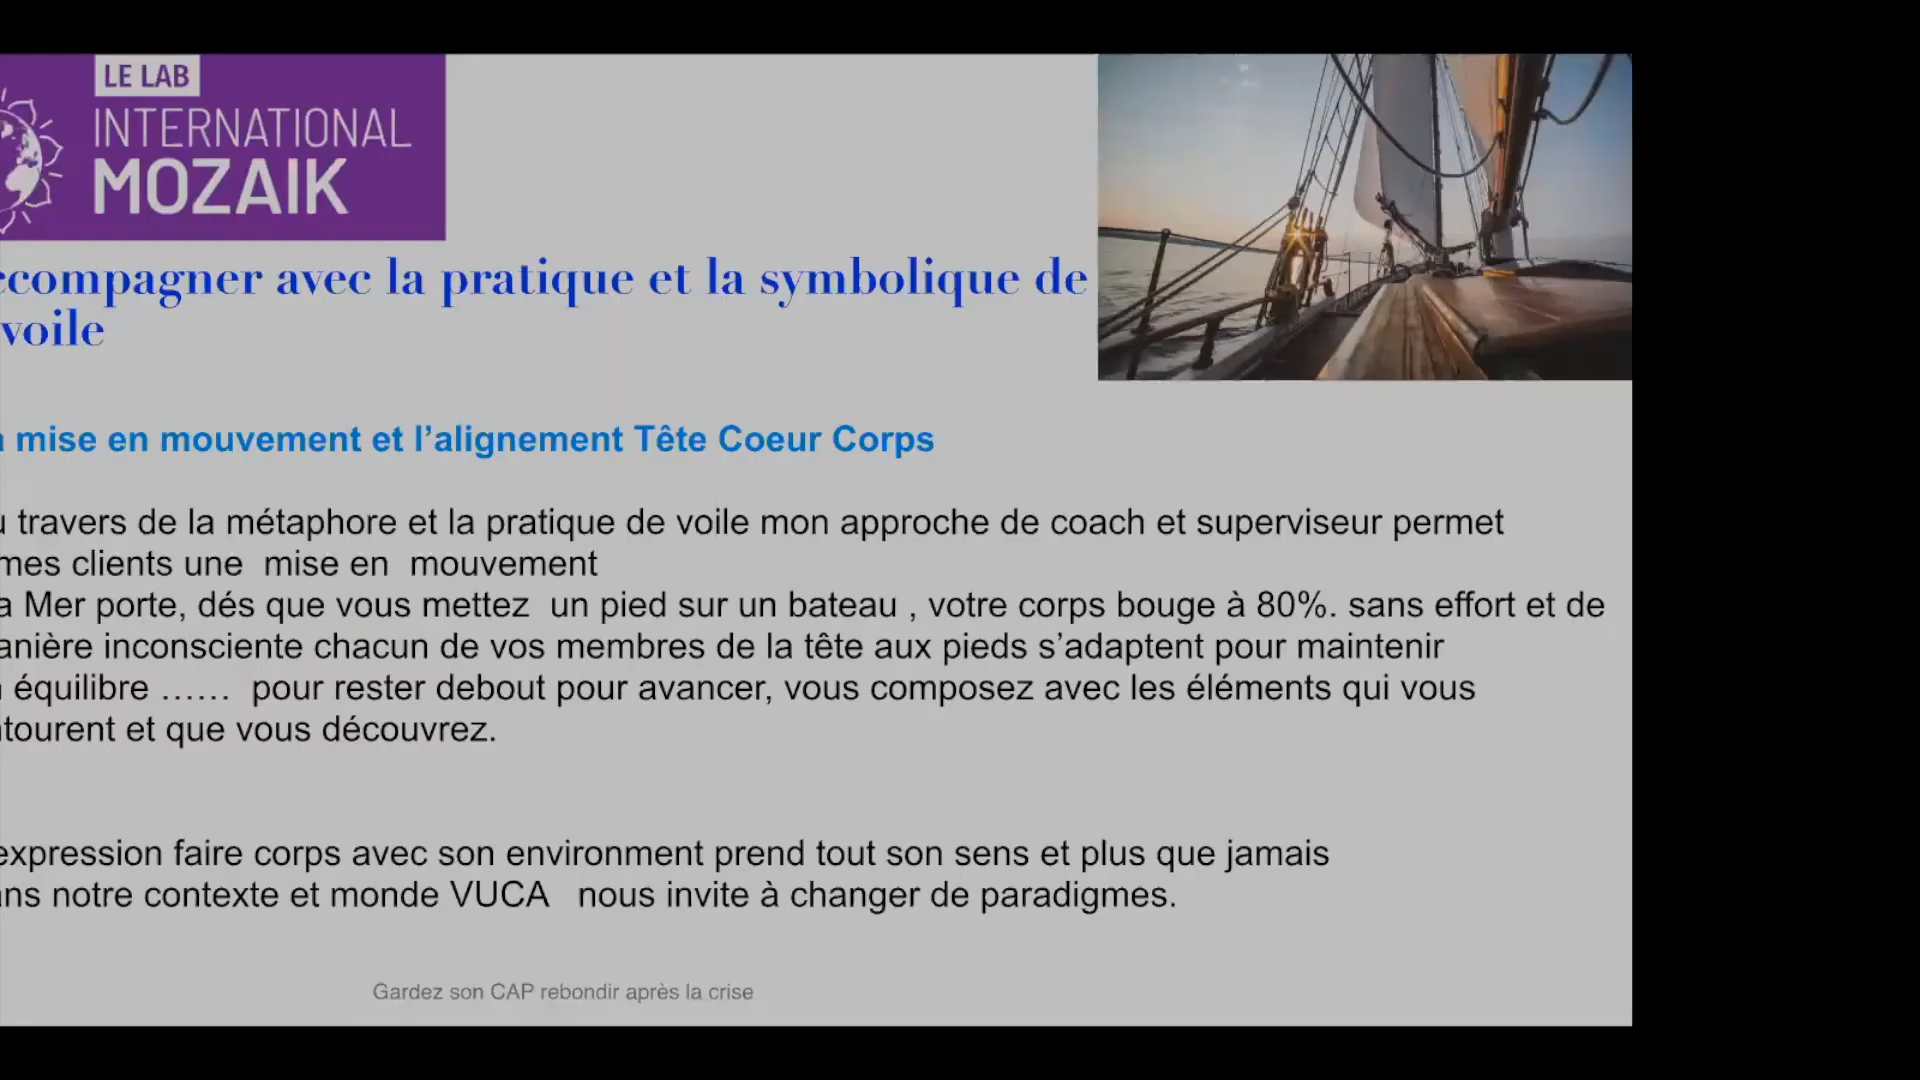 LE LAB
INTERNATIONAL
MOZAIK
ccompagner avec la pratique et la symbolique de
voile
mise en mouvement et l’alignement Tête Coeur Corps
travers de la métaphore et la pratique de voile mon approche de coach et superviseur permet
mes clients une mise en mouvement
a Mer porte, dés que vous mettez un pied sur un bateau , votre corps bouge à 80%. sans effort et de
anière inconsciente chacun de vos membres de la tête aux pieds s’adaptent pour maintenir
équilibre ...... pour rester debout pour avancer, vous composez avec les éléments qui vous
tourent et que vous découvrez.
expression faire corps avec son environment prend tout son sens et plus que jamais
ns notre contexte et monde VUCA nous invite à changer de paradigmes.
Gardez son CAP rebondir après la crise